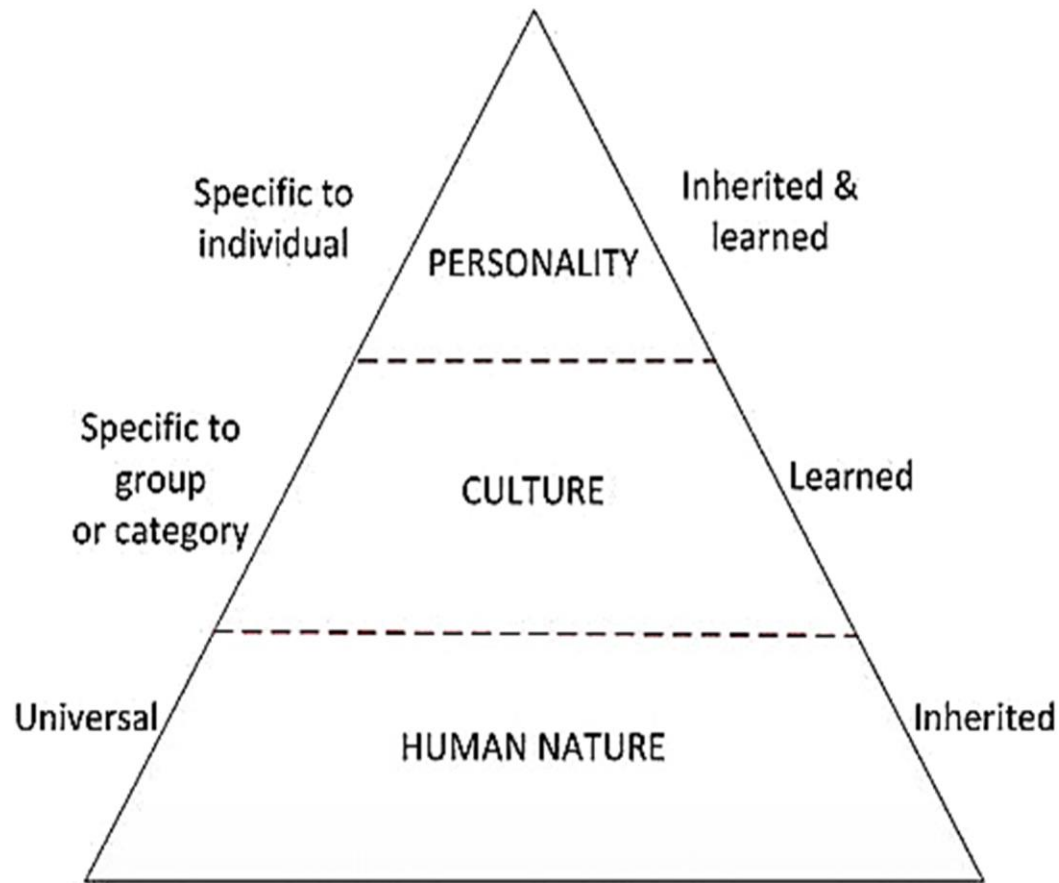 Specific to
individual
Inherited &
learned
PERSONALITY
Specific to
group
or category
CULTURE
Learned
Universal
HUMAN NATURE
Inherited